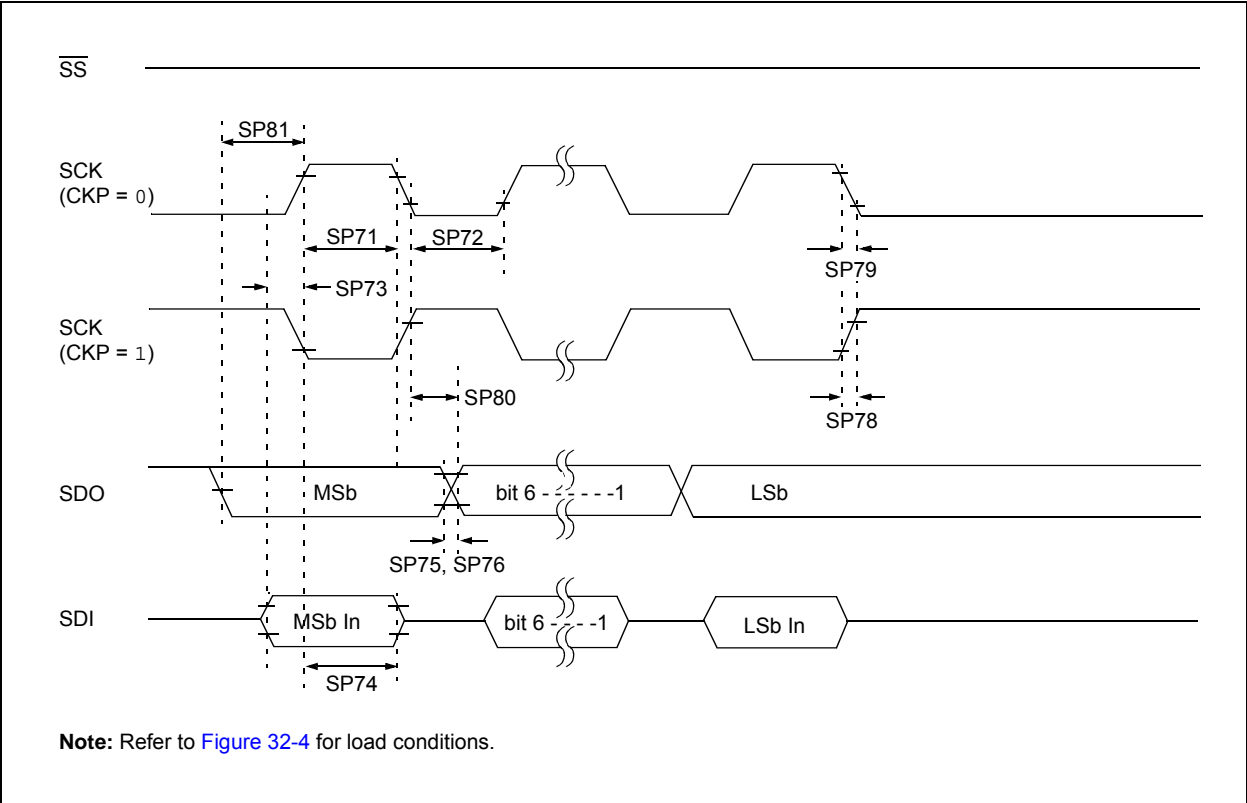 SS
SP81
SCK
(CKP = 0)
SP71
SP72
SP79
SP73
SCK
(CKP = 1)
SP80
SP78
SDO
MSb
bit 6 - - - - - -1
LSb
SP75, SP76
SDI
MSb In
bit 6 - - - -1
LSb In
SP74
Note: Refer to Figure 32-4 for load conditions.